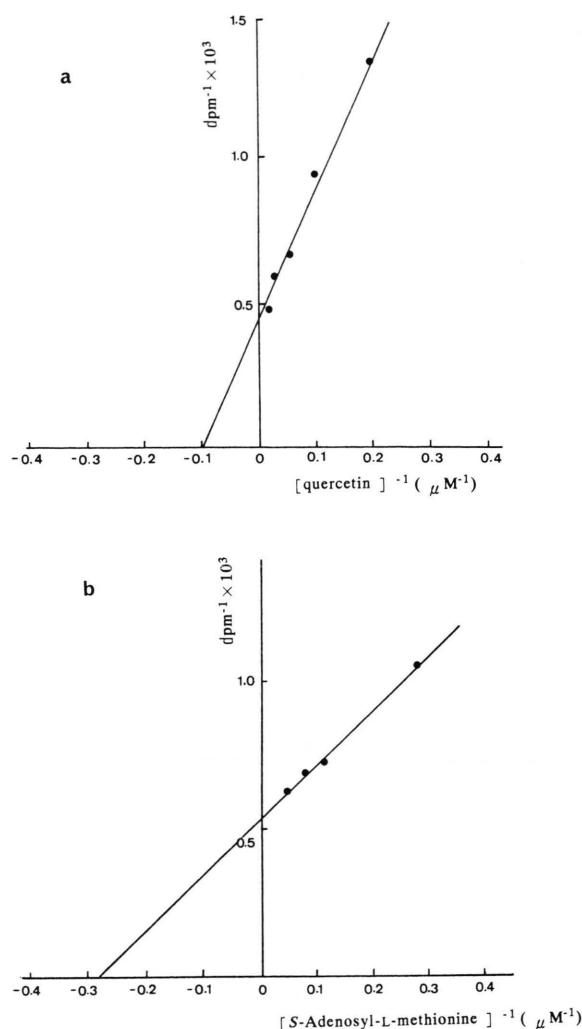 a
dpm⁻¹ × 10³
1.5
1.0
0.5
-0.4 -0.3 -0.2 -0.1 0 0.1 0.2 0.3 0.4
[quercetin]⁻¹ (μM⁻¹)
b
dpm⁻¹ × 10³
1.0
0.5
-0.4 -0.3 -0.2 -0.1 0 0.1 0.2 0.3 0.4
[S-Adenosyl-L-methionine]⁻¹ (μM⁻¹)